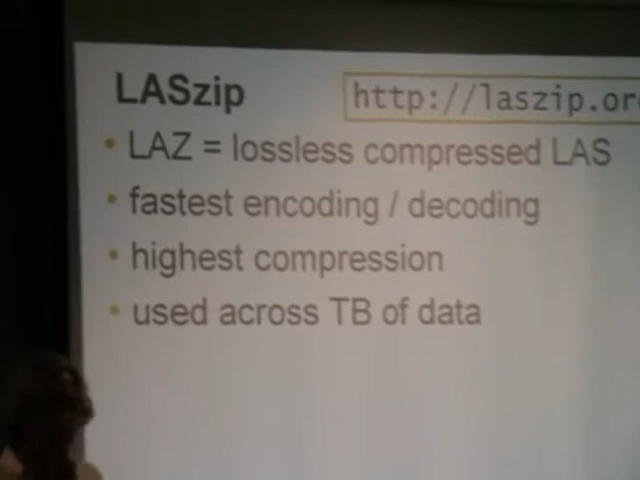 LASzip
http://laszip.or
• LAZ = lossless compressed LAS
• fastest encoding / decoding
• highest compression
• used across TB of data